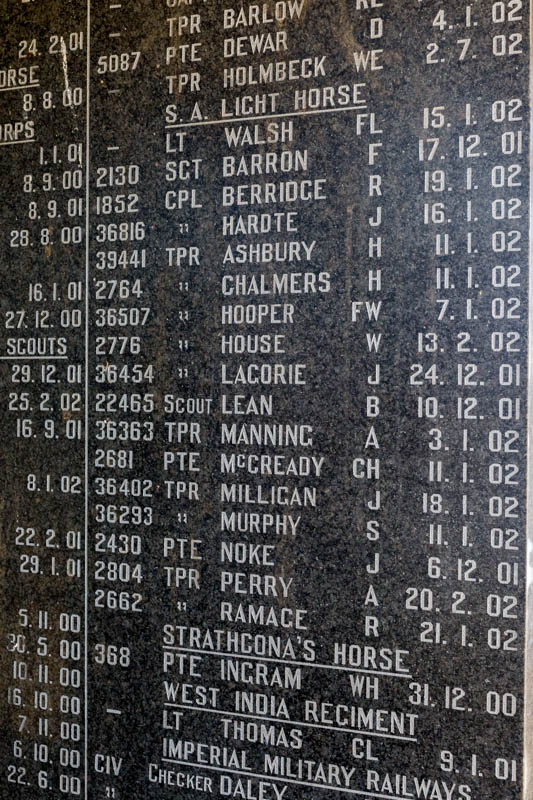 24. 2. 01
ORSE
8. 8. 00
ORPS
1. 1. 01
8. 9. 00
8. 9. 01
28. 8. 00
16. 1. 01
27. 12. 00
SCOUTS
29. 12. 01
25. 2. 02
16. 9. 01
8. 1. 02
22. 2. 01
29. 1. 01
5. 11. 00
30. 5. 00
10. 11. 00
16. 10. 00
7. 11. 00
6. 10. 00
22. 6. 00
– TPR BARLOW
5087 PTE DEWAR D 4. 1. 02
– TPR HOLMBECK WE 2. 7. 02
S. A. LIGHT HORSE
– LT WALSH FL 15. 1. 02
2130 SGT BARRON F 17. 12. 01
1852 CPL BERRIDGE R 19. 1. 02
36816 " HARDTE J 16. 1. 02
39441 TPR ASHBURY H 11. 1. 02
2764 " CHALMERS H 11. 1. 02
36507 " HOOPER FW 7. 1. 02
2776 " HOUSE W 13. 2. 02
36454 " LACORIE J 24. 12. 01
22465 SCOUT LEAN B 10. 12. 01
36363 TPR MANNING A 3. 1. 02
2681 PTE McCREADY CH 11. 1. 02
36402 TPR MILLIGAN J 18. 1. 02
36293 " MURPHY S 11. 1. 02
2430 PTE NOKE J 6. 12. 01
2804 TPR PERRY A 20. 2. 02
2662 " RAMAGE R 21. 1. 02
STRATHCONA'S HORSE
368 PTE INGRAM WH 31. 12. 00
WEST INDIA REGIMENT
– LT THOMAS CL 9. 1. 01
IMPERIAL MILITARY RAILWAYS
CIV CHECKER DALEY
"